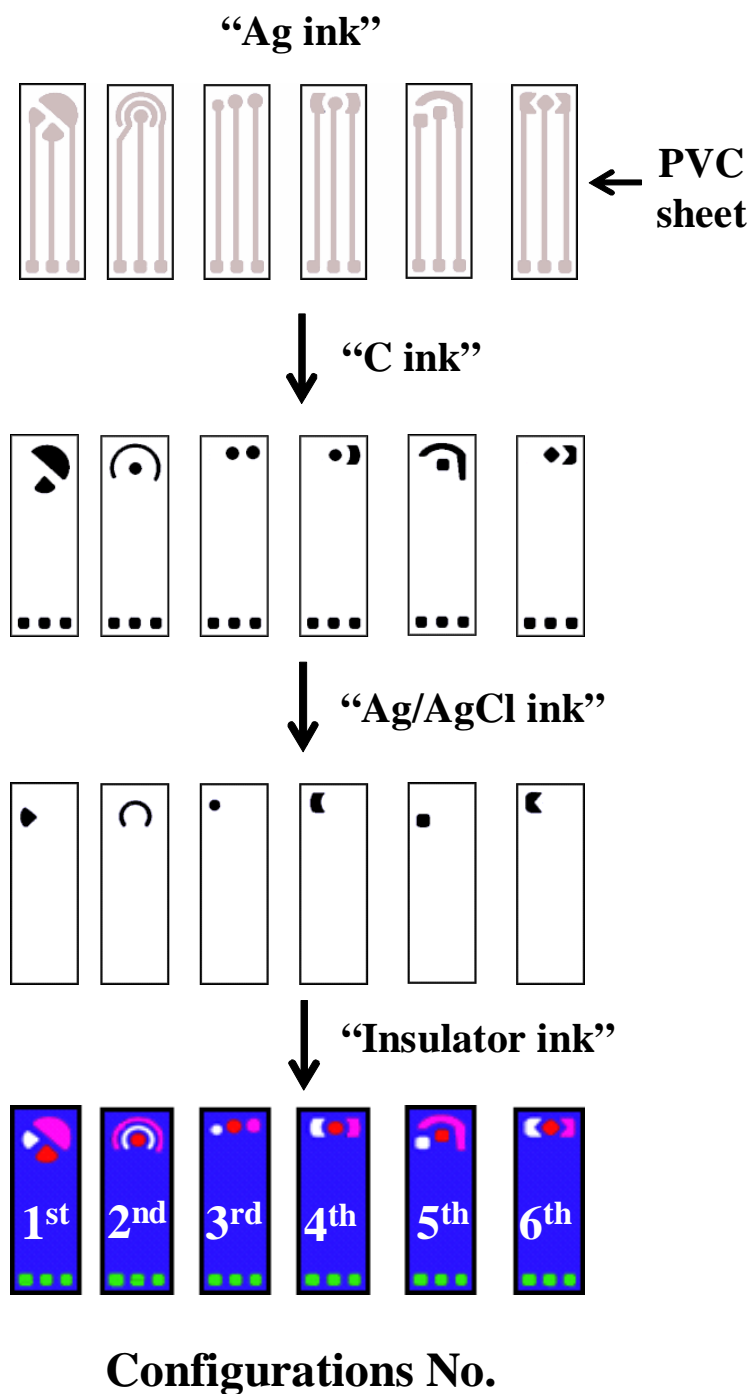 “Ag ink”
PVC
sheet
“C ink”
“Ag/AgCl ink”
“Insulator ink”
1st 2nd 3rd 4th 5th 6th
Configurations No.